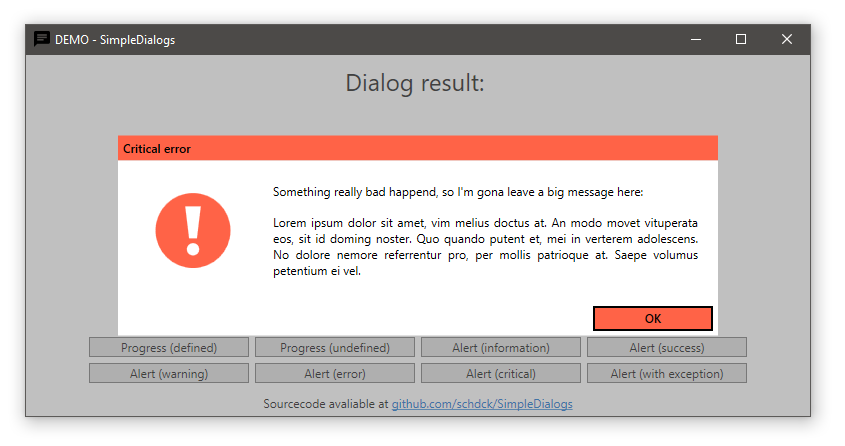 DEMO - SimpleDialogs
Dialog result:
Critical error
Something really bad happend, so I'm gona leave a big message here:
Lorem ipsum dolor sit amet, vim melius doctus at. An modo movet vituperata
eos, sit id doming noster. Quo quando putent et, mei in verterem adolescens.
No dolore nemore referrentur pro, per mollis patrioque at. Saepe volumus
petentium ei vel.
OK
Progress (defined) Progress (undefined) Alert (information) Alert (success)
Alert (warning) Alert (error) Alert (critical) Alert (with exception)
Sourcecode avaliable at github.com/schdck/SimpleDialogs